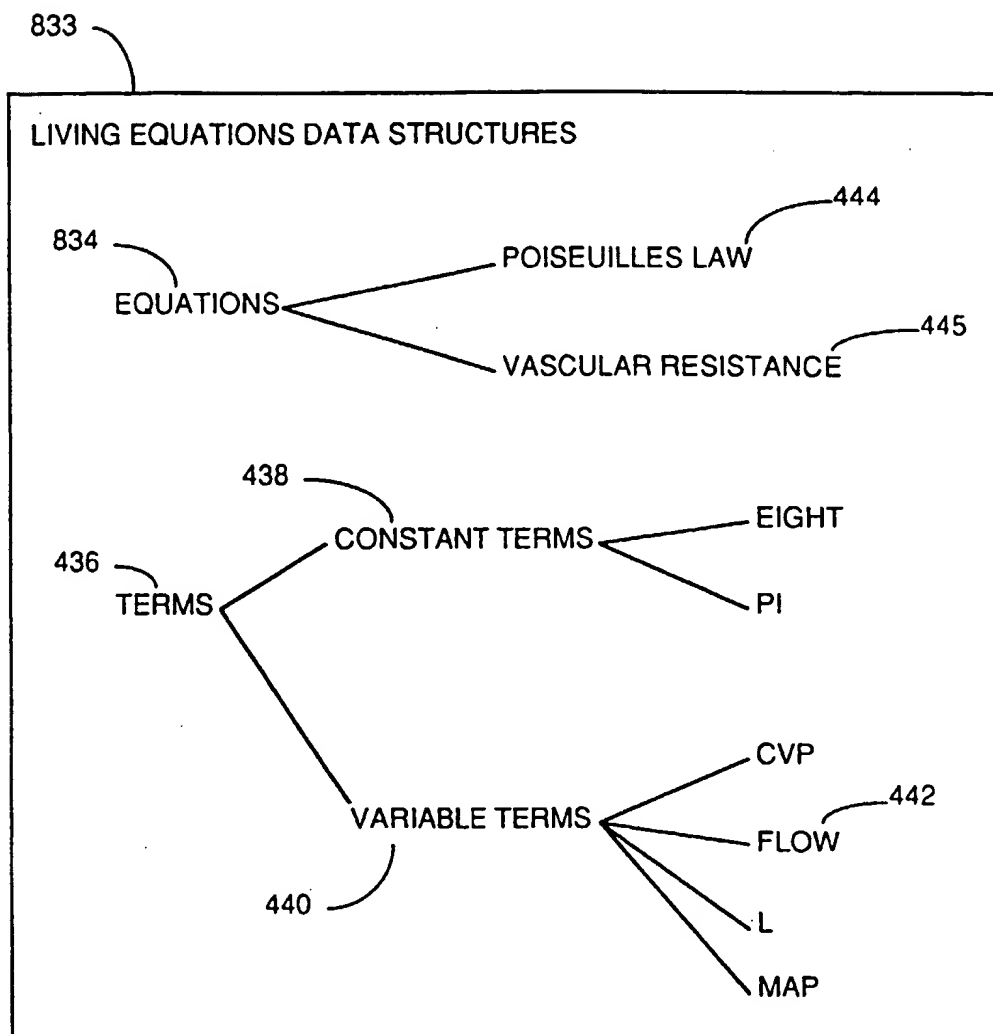 833
LIVING EQUATIONS DATA STRUCTURES
444
834
POISEUILLES LAW
EQUATIONS
445
VASCULAR RESISTANCE
438
EIGHT
CONSTANT TERMS
436
TERMS
PI
CVP
442
VARIABLE TERMS
FLOW
440
L
MAP